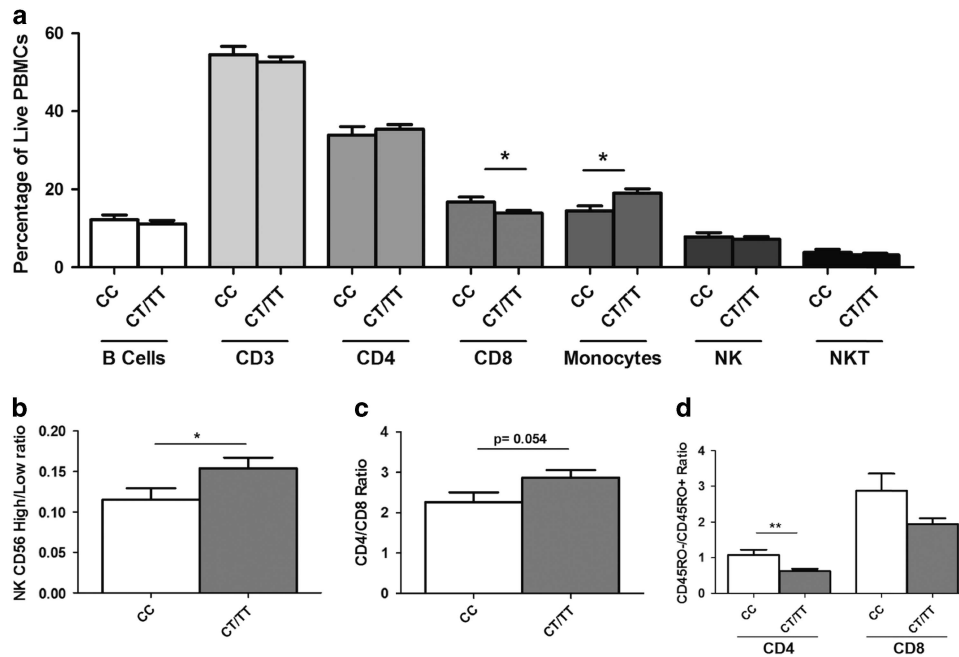 a
Percentage of Live PBMCs
60
40
20
0
* *
CC CT/TT CC CT/TT CC CT/TT CC CT/TT CC CT/TT CC CT/TT CC CT/TT
B Cells CD3 CD4 CD8 Monocytes NK NKT
b
NK CD56 High/Low ratio
0.20
0.15
0.10
0.05
0.00
*
CC CT/TT
c
CD4/CD8 Ratio
4
3
2
1
0
p= 0.054
CC CT/TT
d
CD45RO-/CD45RO+ Ratio
4
3
2
1
0
**
CC CT/TT CC CT/TT
CD4 CD8